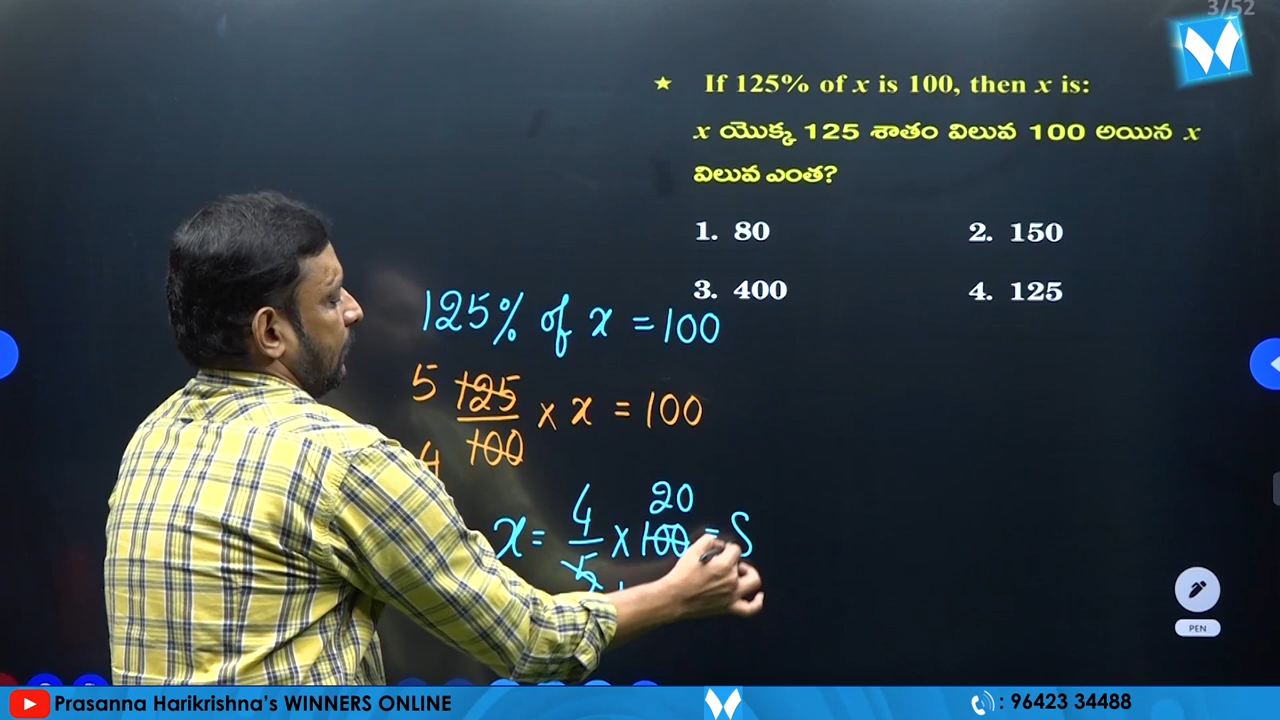 3/52
★ If 125% of x is 100, then x is:
x యొక్క 125 శాతం విలువ 100 అయిన x
విలువ ఎంత?
1. 80 2. 150
3. 400 4. 125
125% of x = 100
5 125/100 × x = 100
4
20
x = 4/5 × 100 =
PEN
Prasanna Harikrishna's WINNERS ONLINE
: 96423 34488